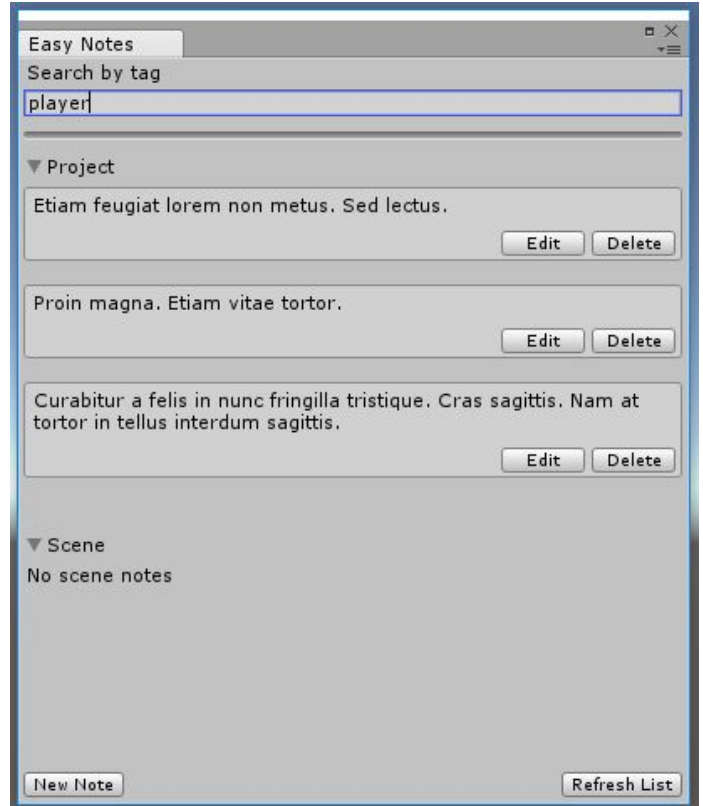 Easy Notes
Search by tag
player
Project
Etiam feugiat lorem non metus. Sed lectus.
Edit Delete
Proin magna. Etiam vitae tortor.
Edit Delete
Curabitur a felis in nunc fringilla tristique. Cras sagittis. Nam at
tortor in tellus interdum sagittis.
Edit Delete
Scene
No scene notes
New Note Refresh List